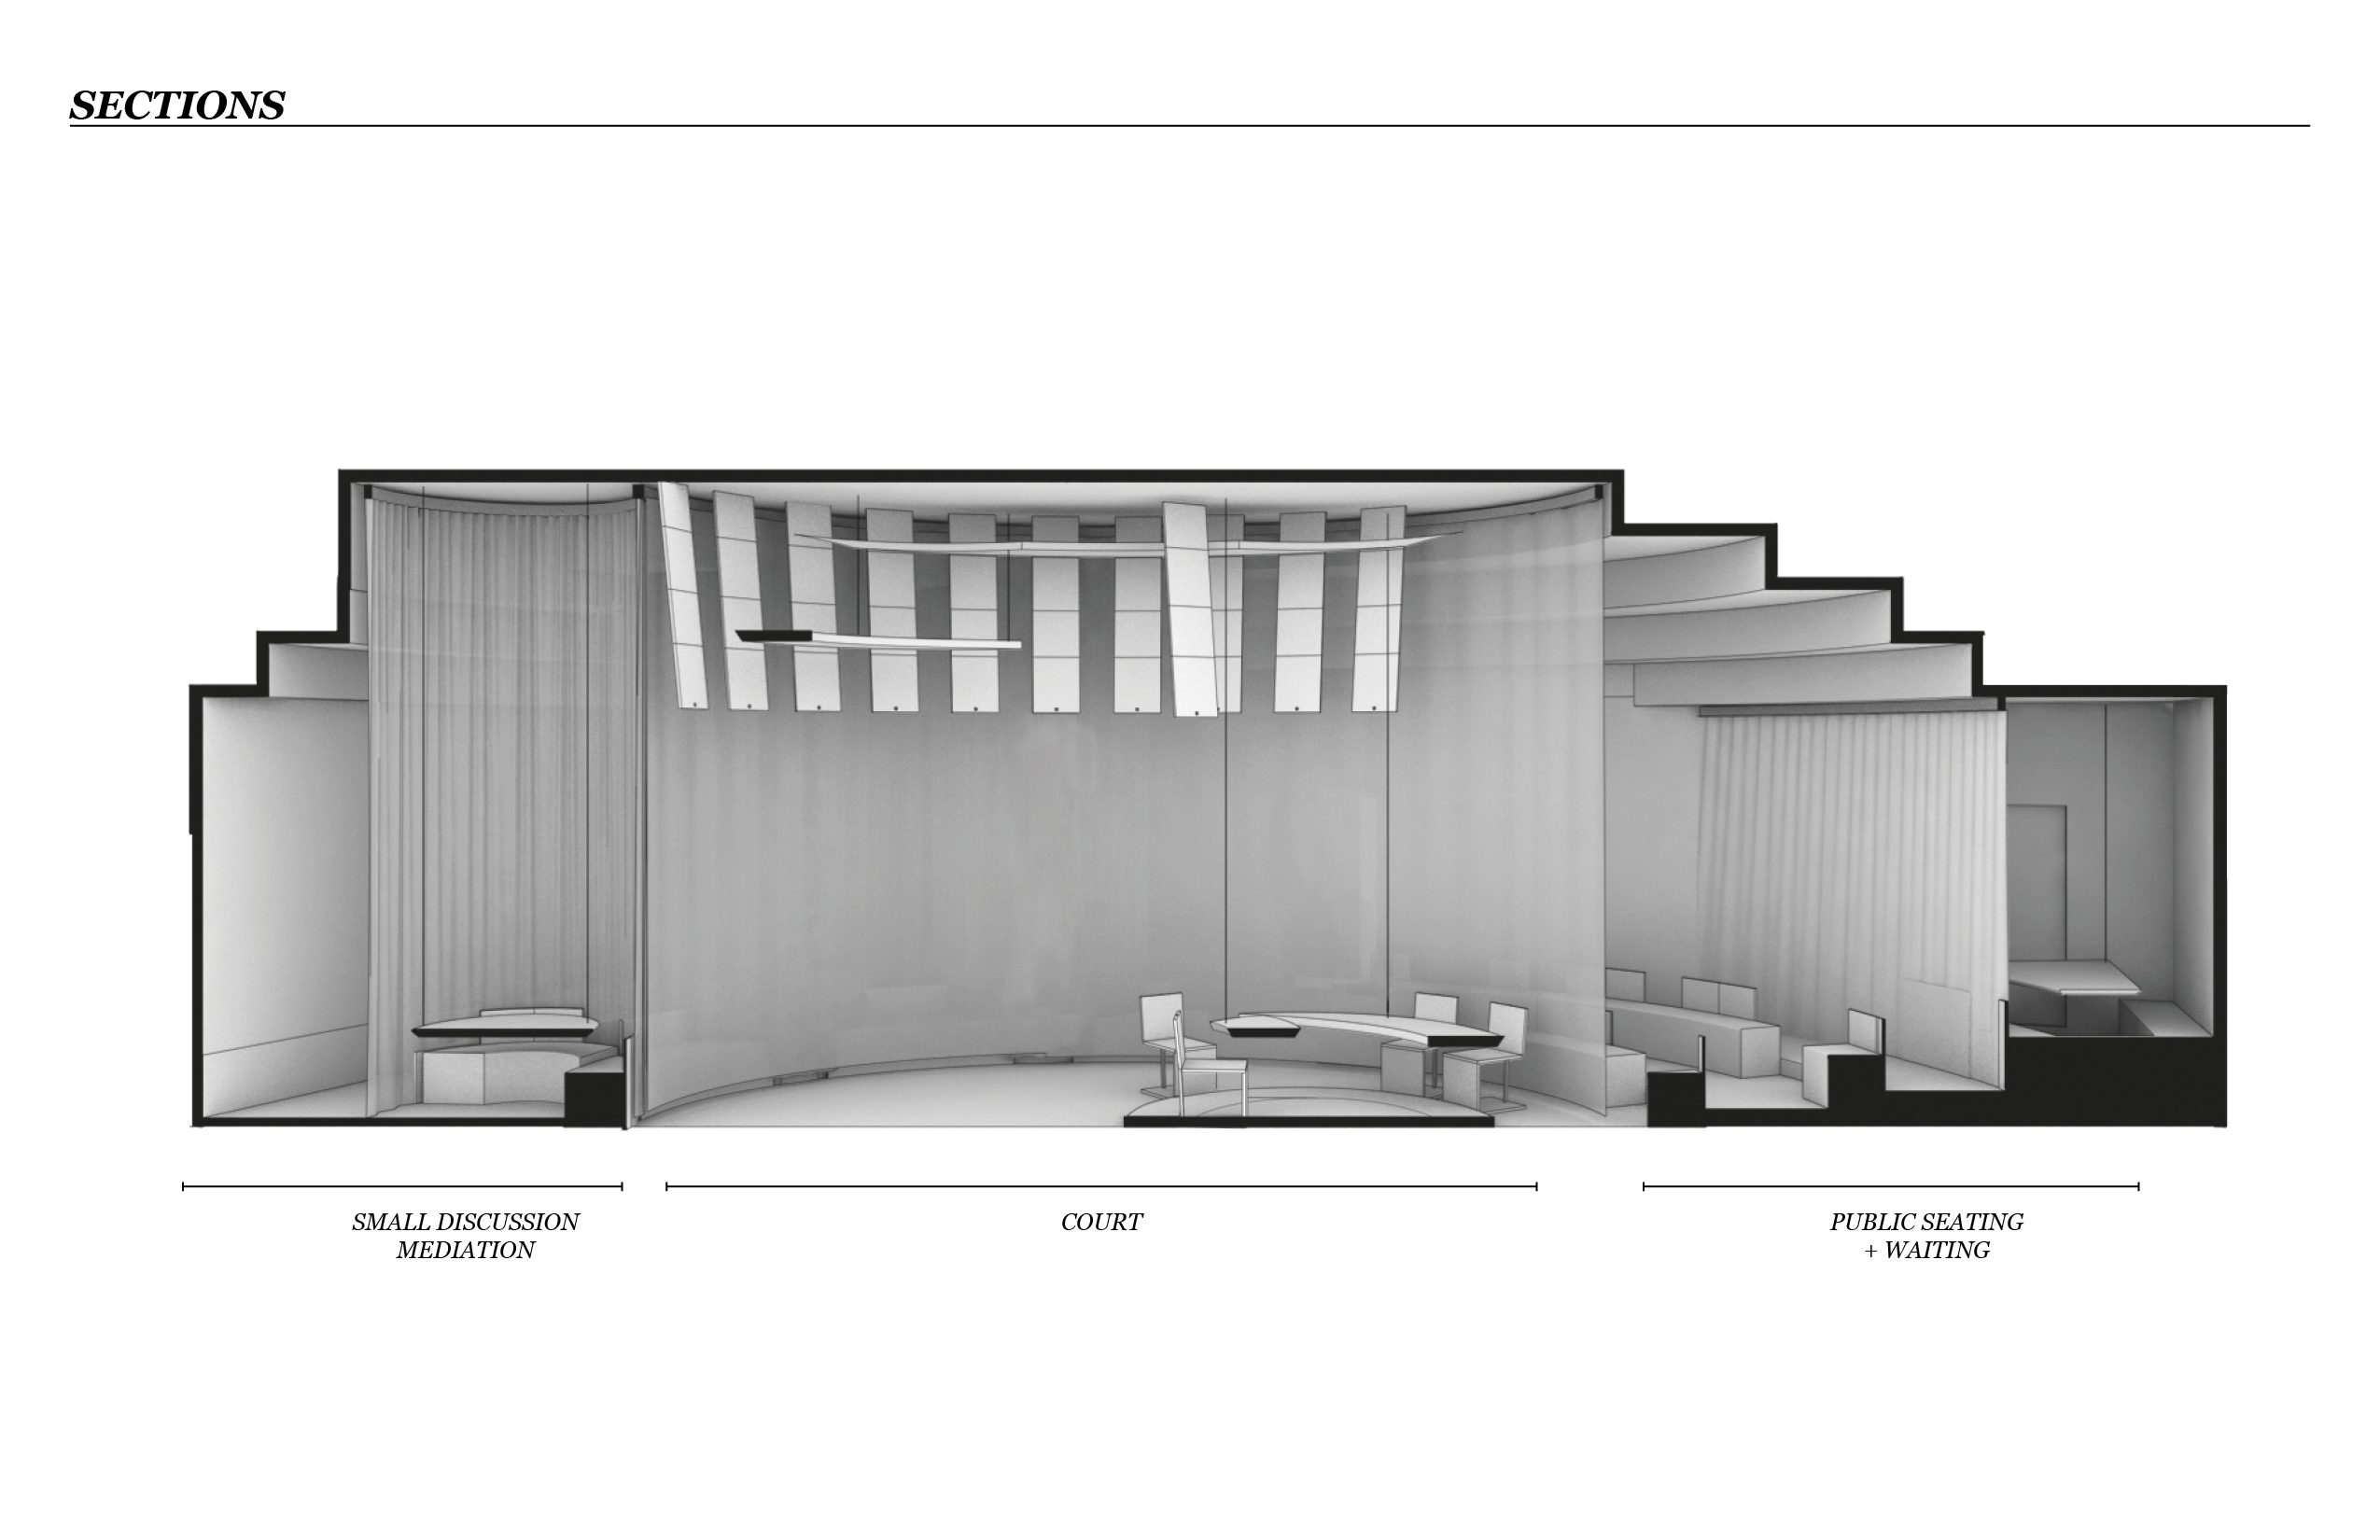 SECTIONS
SMALL DISCUSSION
MEDIATION
COURT
PUBLIC SEATING
+ WAITING